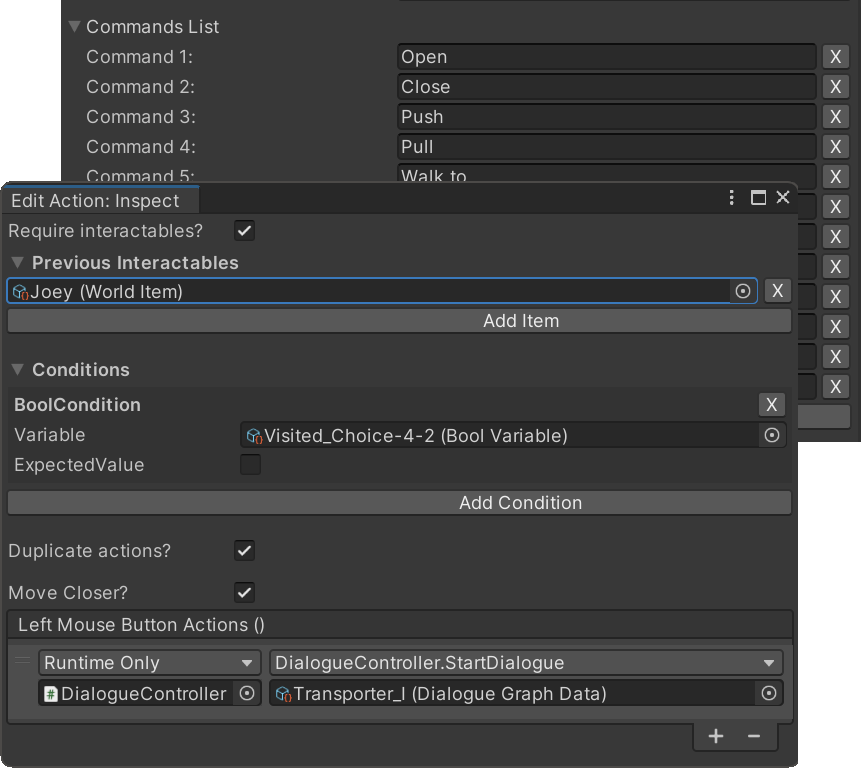 Commands List
Command 1: Open X
Command 2: Close X
Command 3: Push X
Command 4: Pull X
Command 5: Walk to X
X
X
X
X
X
X
X
Edit Action: Inspect
Require interactables?
Previous Interactables
Joey (World Item) X
Add Item
Conditions
BoolCondition X
Variable Visited_Choice-4-2 (Bool Variable)
ExpectedValue
Add Condition
Duplicate actions?
Move Closer?
Left Mouse Button Actions ()
Runtime Only DialogueController.StartDialogue
# DialogueController Transporter_I (Dialogue Graph Data)
+ −